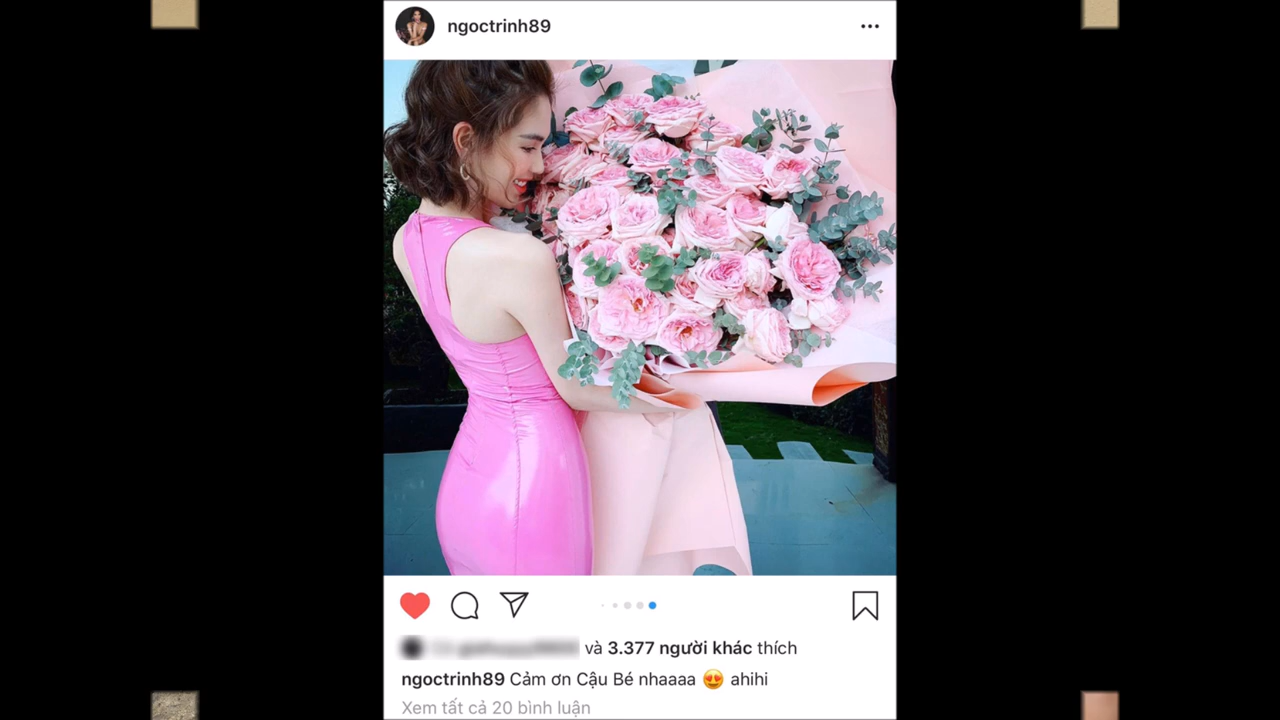 ngoctrinh89
và 3.377 người khác thích
ngoctrinh89 Cảm ơn Cậu Bé nhaaaa 😍 ahihi
Xem tất cả 20 bình luận